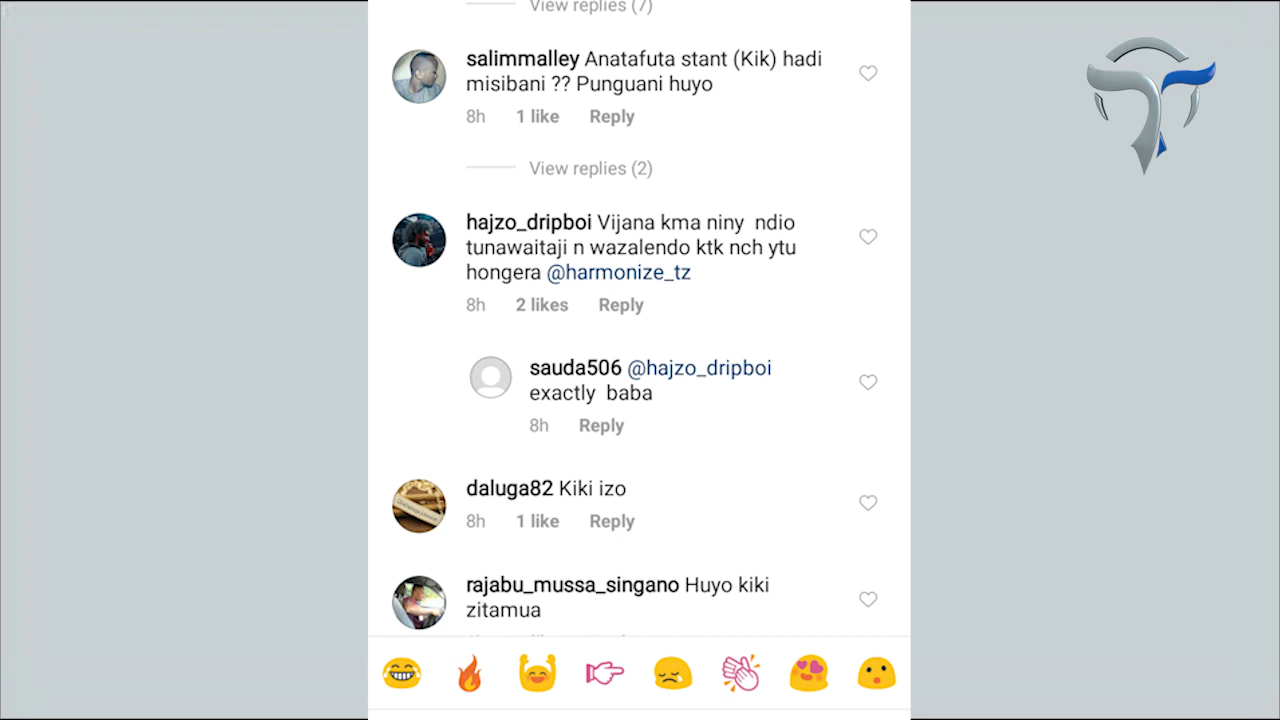 View replies (7)
salimmalley Anatafuta stant (Kik) hadi
misibani ?? Punguani huyo
8h 1 like Reply
View replies (2)
hajzo_dripboi Vijana kma niny ndio
tunawaitaji n wazalendo ktk nch ytu
hongera @harmonize_tz
8h 2 likes Reply
sauda506 @hajzo_dripboi
exactly baba
8h Reply
daluga82 Kiki izo
8h 1 like Reply
rajabu_mussa_singano Huyo kiki
zitamua